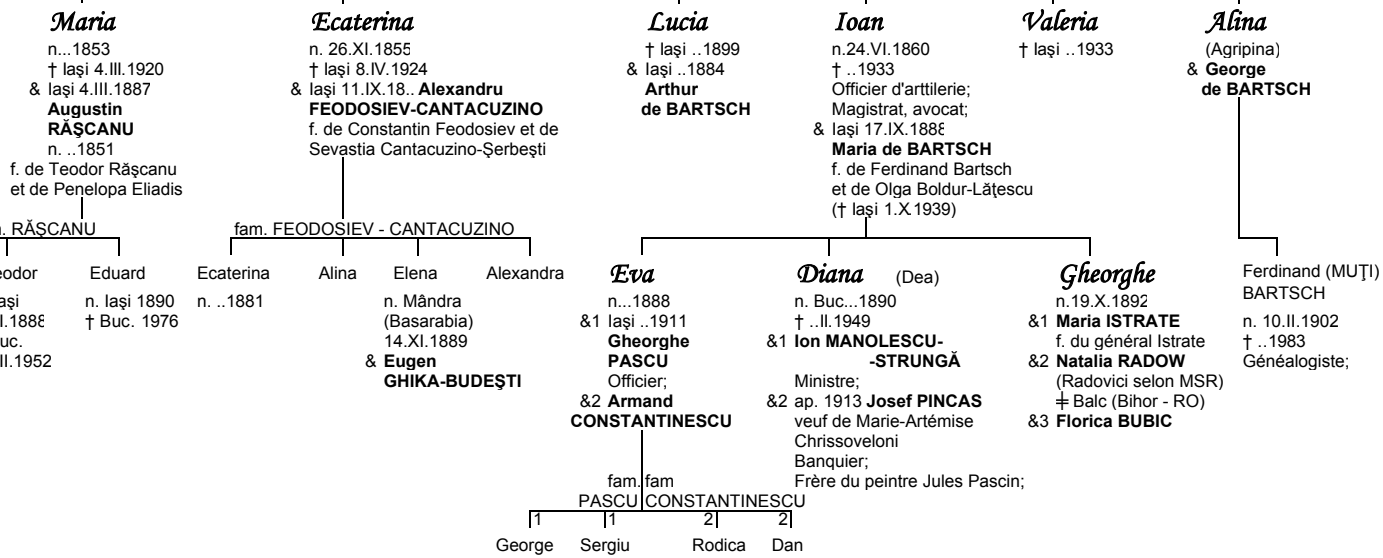 Maria
n...1853
† Iaşi 4.III.1920
& Iaşi 4.III.1887
Augustin
RĂŞCANU
n. ..1851
f. de Teodor Răşcanu
et de Penelopa Eliadis
Ecaterina
n. 26.XI.1855
† Iaşi 8.IV.1924
& Iaşi 11.IX.18.. Alexandru
FEODOSIEV-CANTACUZINO
f. de Constantin Feodosiev et de
Sevastia Cantacuzino-Şerbeşti
Lucia
† Iaşi ..1899
& Iaşi ..1884
Arthur
de BARTSCH
Ioan
n.24.VI.1860
† ..1933
Officier d'arttilerie;
Magistrat, avocat;
& Iaşi 17.IX.1888
Maria de BARTSCH
f. de Ferdinand Bartsch
et de Olga Boldur-Lăţescu
(† Iaşi 1.X.1939)
Valeria
† Iaşi ..1933
Alina
(Agripina)
& George
de BARTSCH
. RĂŞCANU
eodor
aşi
I.1888
uc.
II.1952
Eduard
n. Iaşi 1890
† Buc. 1976
fam. FEODOSIEV - CANTACUZINO
Ecaterina
n. ..1881
Alina
Elena
n. Mândra
(Basarabia)
14.XI.1889
& Eugen
GHIKA-BUDEŞTI
Alexandra
Eva
n...1888
&1 Iaşi ..1911
Gheorghe
PASCU
Officier;
&2 Armand
CONSTANTINESCU
Diana (Dea)
n. Buc...1890
† ..II.1949
&1 Ion MANOLESCU-
-STRUNGĂ
Ministre;
&2 ap. 1913 Josef PINCAS
veuf de Marie-Artémise
Chrissoveloni
Banquier;
Frère du peintre Jules Pascin;
Gheorghe
n.19.X.1892
&1 Maria ISTRATE
f. du général Istrate
&2 Natalia RADOW
(Radovici selon MSR)
ǂ Balc (Bihor - RO)
&3 Florica BUBIC
Ferdinand (MUŢI)
BARTSCH
n. 10.II.1902
† ..1983
Généalogiste;
fam. fam
PASCU CONSTANTINESCU
1 1 2 2
George Sergiu Rodica Dan